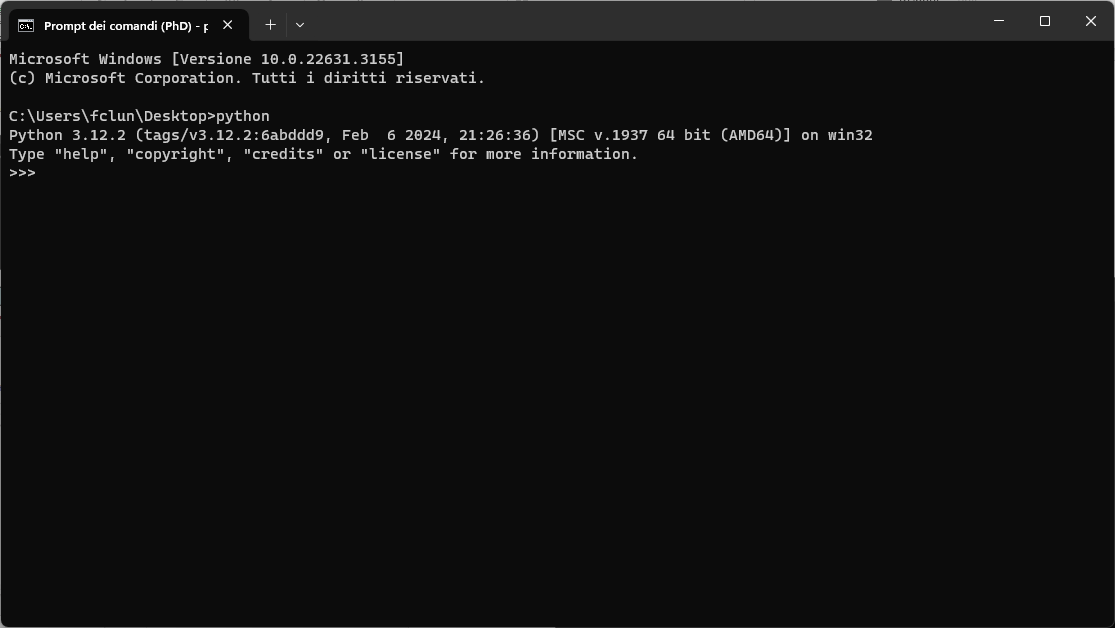 Prompt dei comandi (PhD) - p
Microsoft Windows [Versione 10.0.22631.3155]
(c) Microsoft Corporation. Tutti i diritti riservati.
C:\Users\fclun\Desktop>python
Python 3.12.2 (tags/v3.12.2:6abddd9, Feb  6 2024, 21:26:36) [MSC v.1937 64 bit (AMD64)] on win32
Type "help", "copyright", "credits" or "license" for more information.
>>>